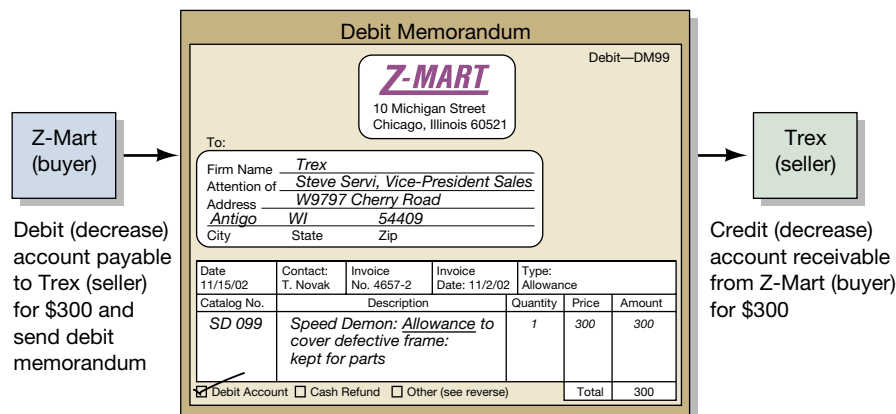 Debit Memorandum
Debit—DM99
Z-MART
10 Michigan Street
Chicago, Illinois 60521
Z-Mart
(buyer)
Debit (decrease)
account payable
to Trex (seller)
for $300 and
send debit
memorandum
To:
Firm Name Trex
Attention of Steve Servi, Vice-President Sales
Address W9797 Cherry Road
Antigo WI 54409
City State Zip
Date Contact: Invoice Invoice Type:
11/15/02 T. Novak No. 4657-2 Date: 11/2/02 Allowance
Catalog No. Description Quantity Price Amount
SD 099 Speed Demon: Allowance to 1 300 300
cover defective frame:
kept for parts
Debit Account Cash Refund Other (see reverse) Total 300
Trex
(seller)
Credit (decrease)
account receivable
from Z-Mart (buyer)
for $300